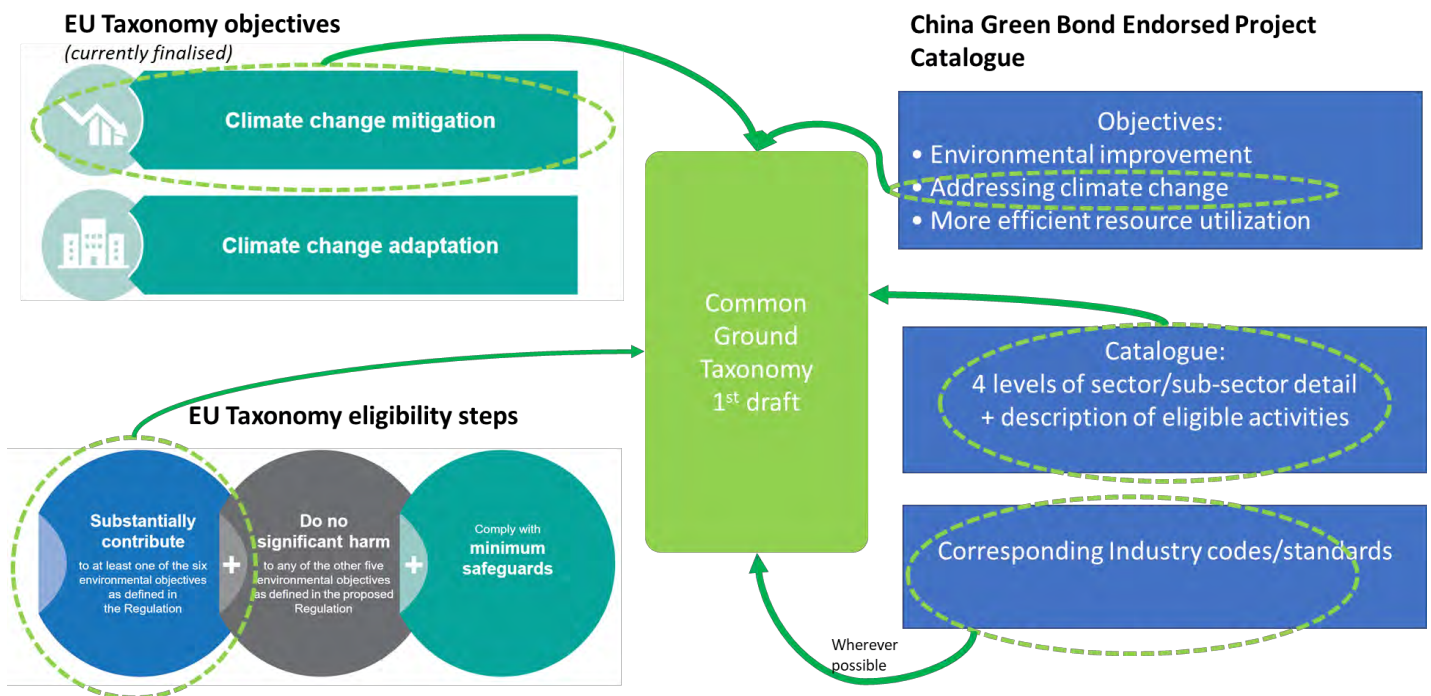 EU Taxonomy objectives
(currently finalised)
Climate change mitigation
Climate change adaptation
EU Taxonomy eligibility steps
Substantially
contribute
to at least one of the six
environmental objectives
as defined in
the Regulation
+
Do no
significant harm
to any of the other five
environmental objectives
as defined in the proposed
Regulation
+
Comply with
minimum
safeguards
Common
Ground
Taxonomy
1st draft
China Green Bond Endorsed Project
Catalogue
Objectives:
• Environmental improvement
• Addressing climate change
• More efficient resource utilization
Catalogue:
4 levels of sector/sub-sector detail
+ description of eligible activities
Corresponding Industry codes/standards
Wherever
possible